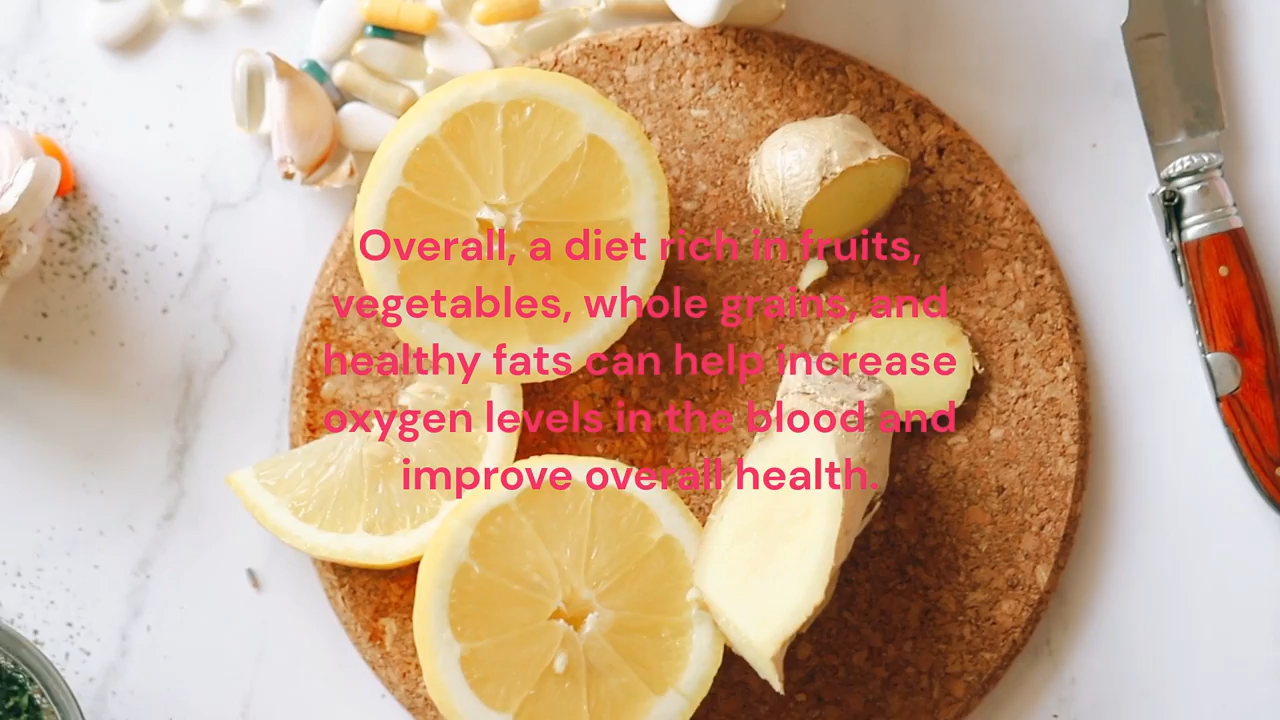 Overall, a diet rich in fruits,
vegetables, whole grains, and
healthy fats can help increase
oxygen levels in the blood and
improve overall health.